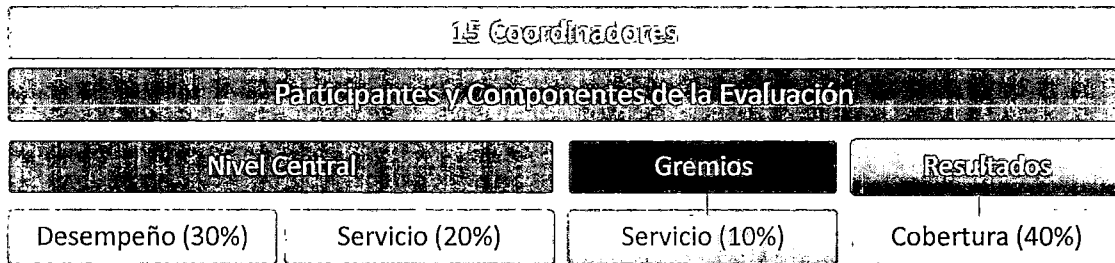 15 Coordinadores
Participantes y Componentes de la Evaluación
Nivel Central Gremios Resultados
Desempeño (30%) Servicio (20%) Servicio (10%) Cobertura (40%)